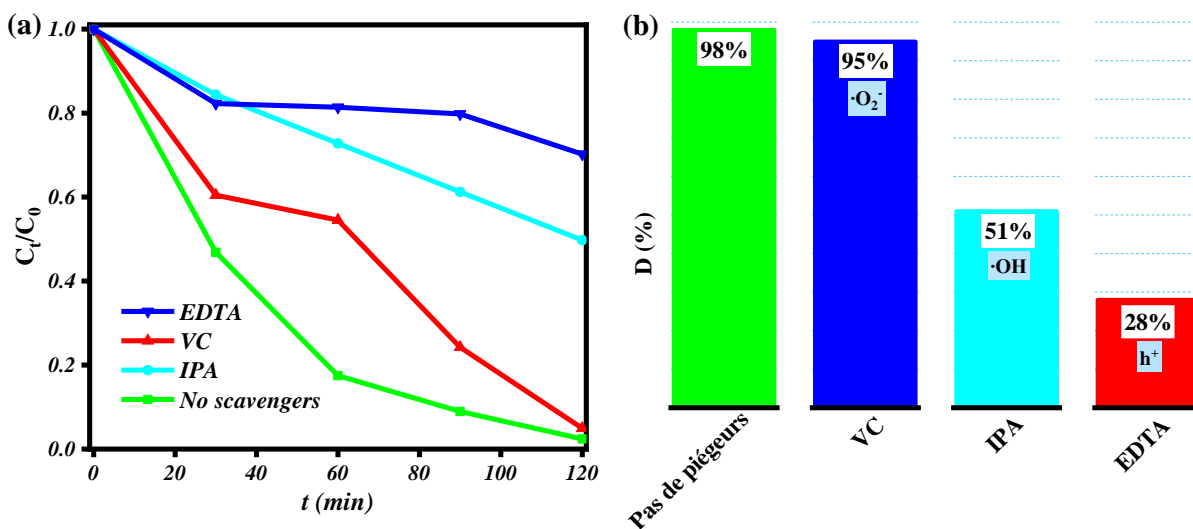 (a)
1.0
0.8
0.6
0.4
0.2
0.0
Cₜ/C₀
EDTA
VC
IPA
No scavengers
0
20
40
60
80
100
120
t (min)
(b)
D (%)
98%
95%
·O₂⁻
51%
·OH
28%
h⁺
Pas de piégeurs
VC
IPA
EDTA